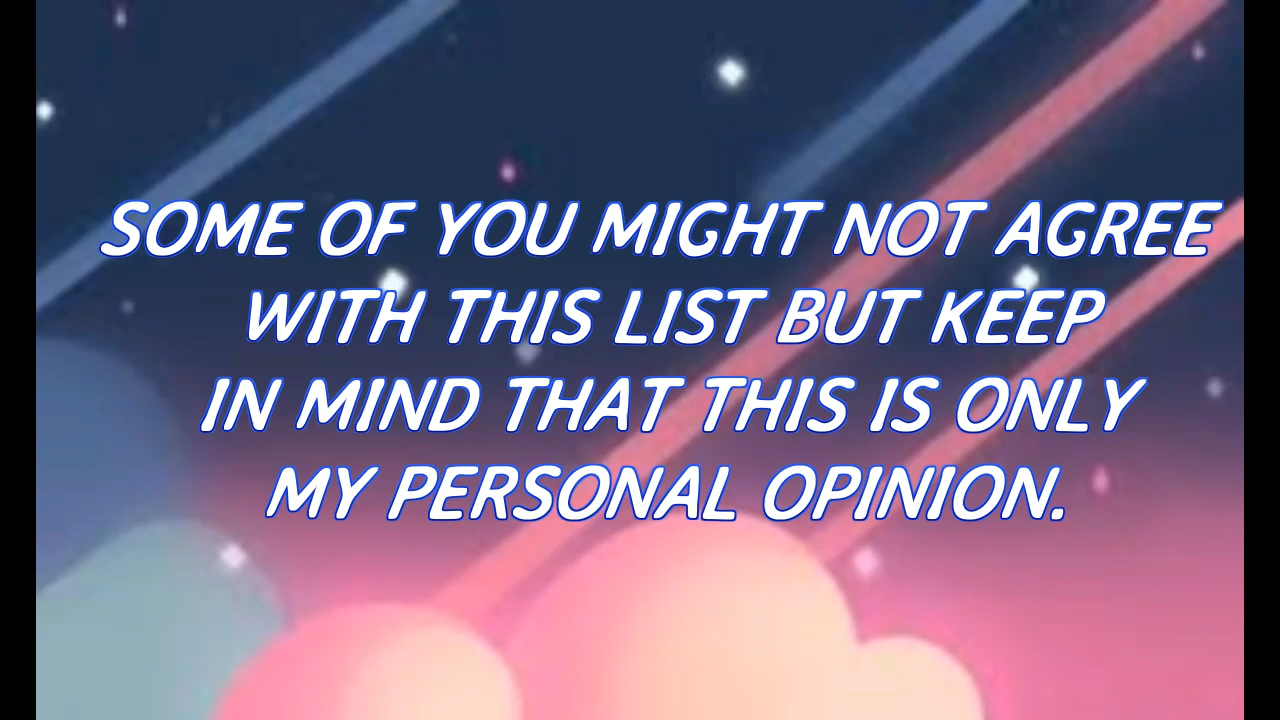 SOME OF YOU MIGHT NOT AGREE
WITH THIS LIST BUT KEEP
IN MIND THAT THIS IS ONLY
MY PERSONAL OPINION.